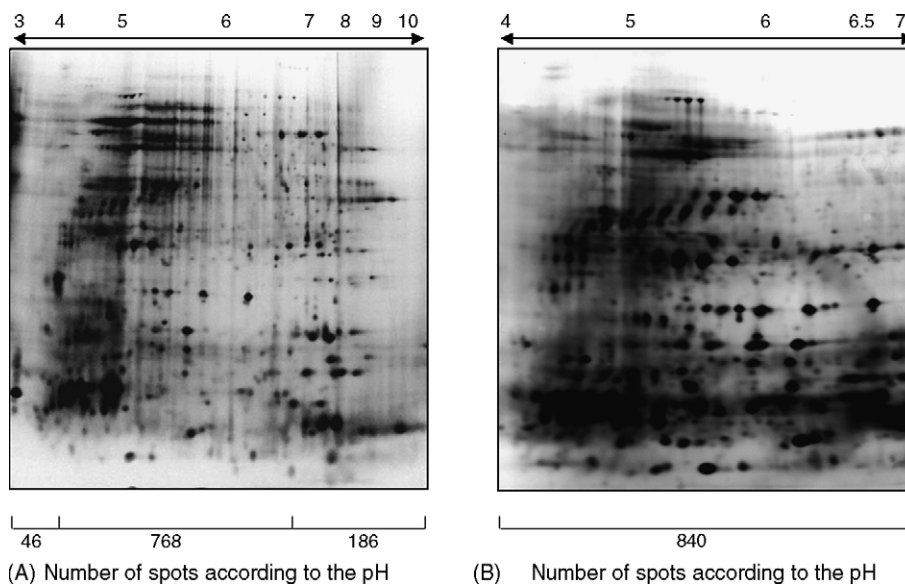 3 4 5 6 7 8 9 10
4 5 6 6.5 7
46 768 186
840
(A) Number of spots according to the pH
(B) Number of spots according to the pH